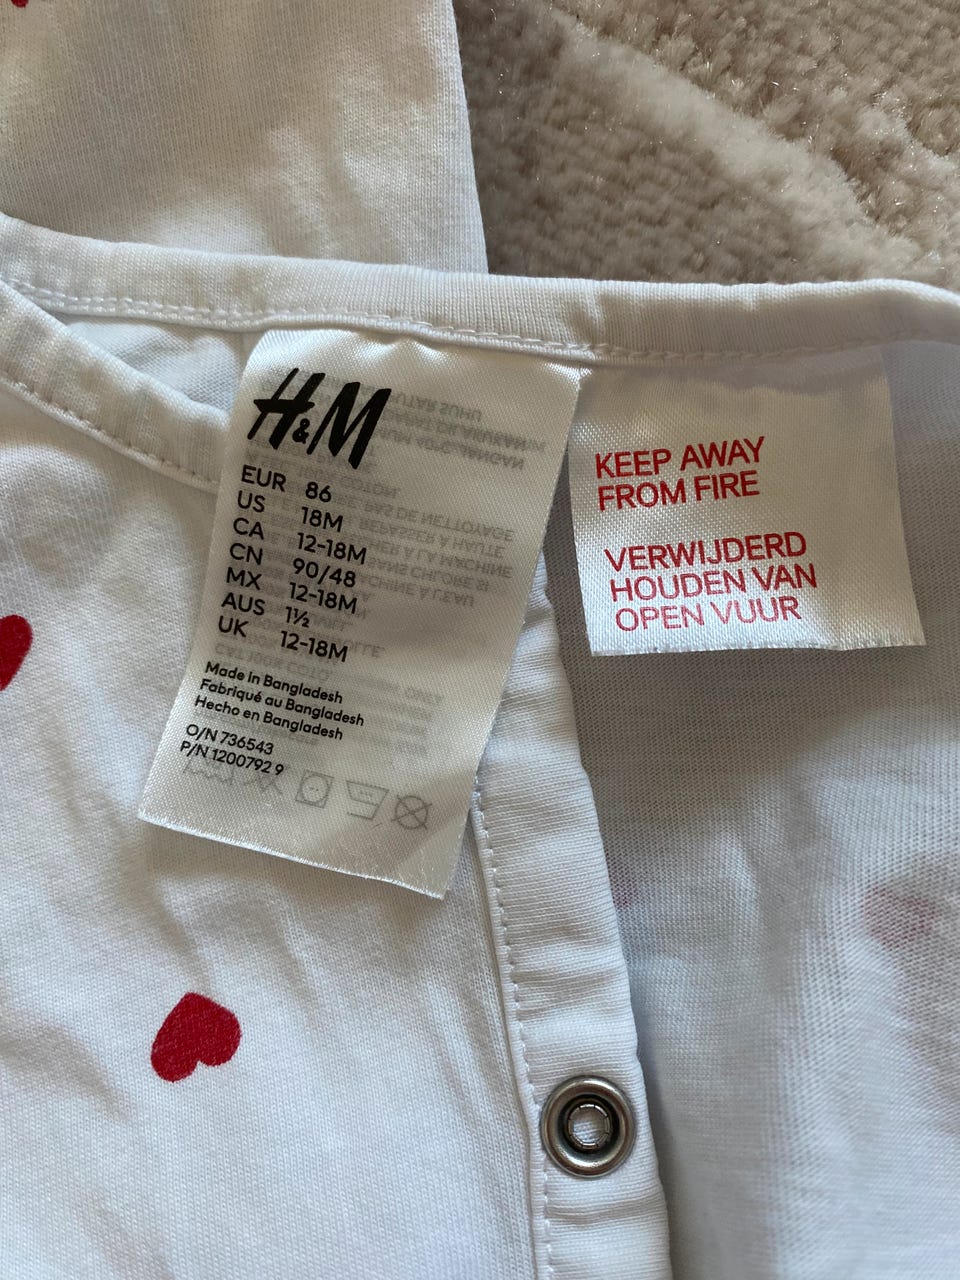 H&M
EUR 86
US 18M
CA 12-18M
CN 90/48
MX 12-18M
AUS 1½
UK 12-18M
Made in Bangladesh
Fabriqué au Bangladesh
Hecho en Bangladesh
O/N 736543
P/N 1200792 9
KEEP AWAY
FROM FIRE
VERWIJDERD
HOUDEN VAN
OPEN VUUR